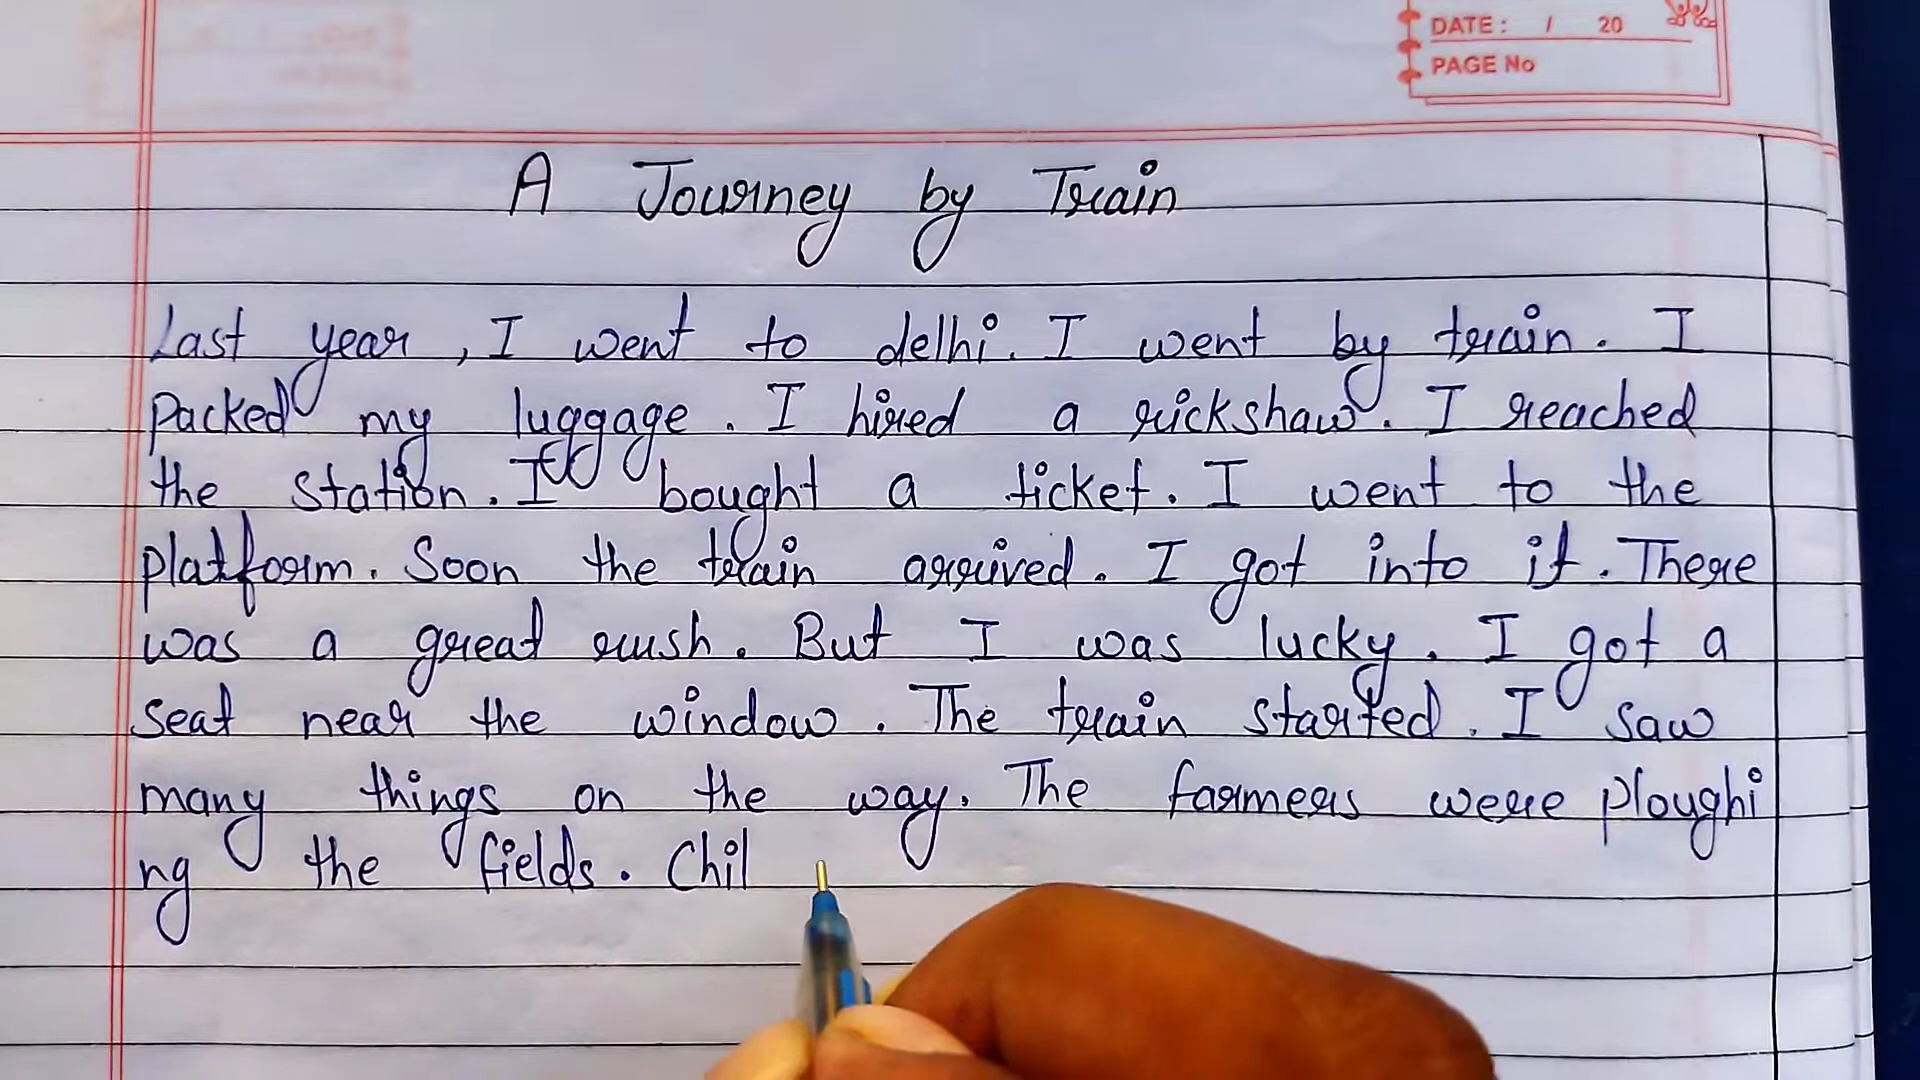 DATE: / 20
PAGE No
A Journey by Train
Last year, I went to delhi. I went by train. I
Packed my luggage. I hired a rickshaw. I reached
the station. I bought a ticket. I went to the
platform. Soon the train arrived. I got into it. There
was a great rush. But I was lucky. I got a
seat near the window. The train started. I saw
many things on the way. The farmers were ploughi
ng the fields. Chil